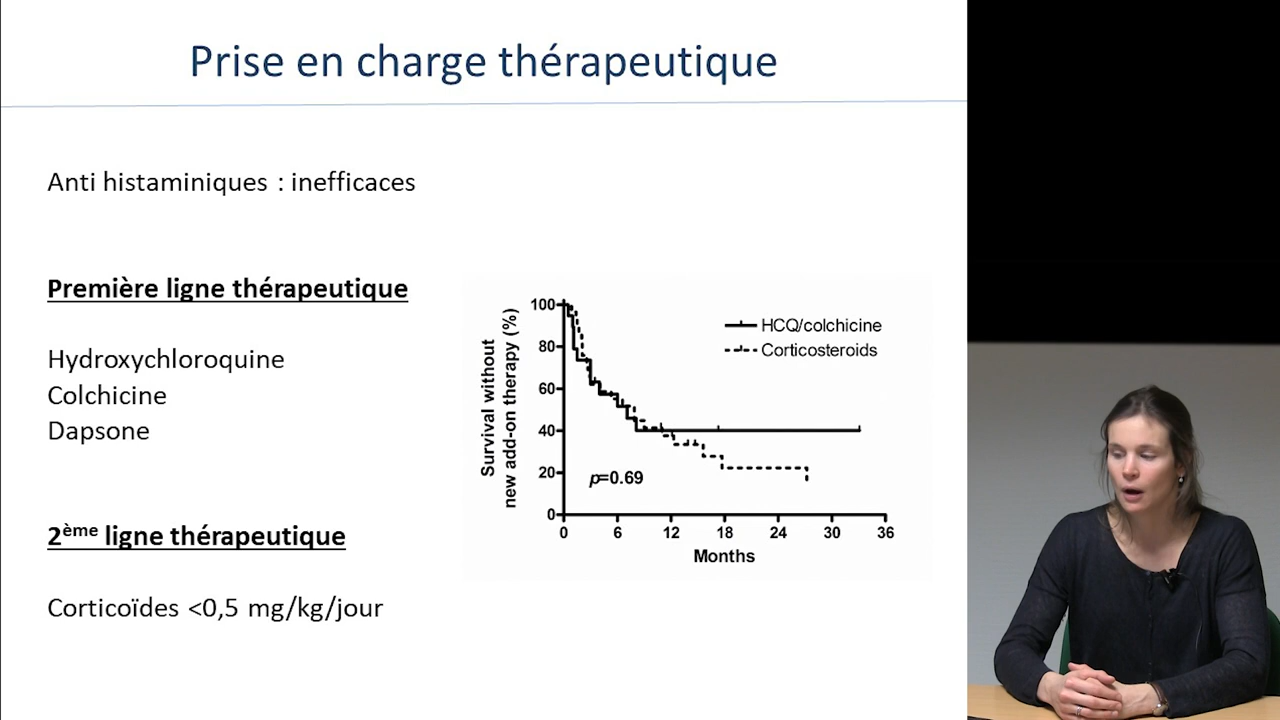 Prise en charge thérapeutique
Anti histaminiques : inefficaces
Première ligne thérapeutique
Hydroxychloroquine
Colchicine
Dapsone
2ème ligne thérapeutique
Corticoïdes <0,5 mg/kg/jour
Survival without
new add-on therapy (%)
100
80
60
40
20
0
HCQ/colchicine
Corticosteroids
p=0.69
0 6 12 18 24 30 36
Months